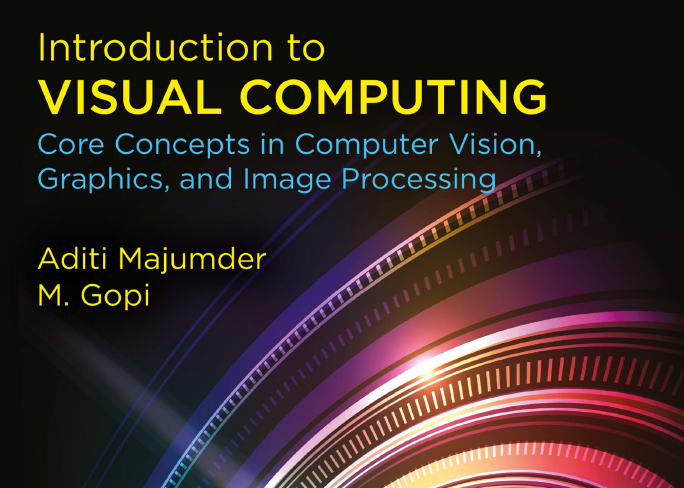 Introduction to
VISUAL COMPUTING
Core Concepts in Computer Vision,
Graphics, and Image Processing
Aditi Majumder
M. Gopi